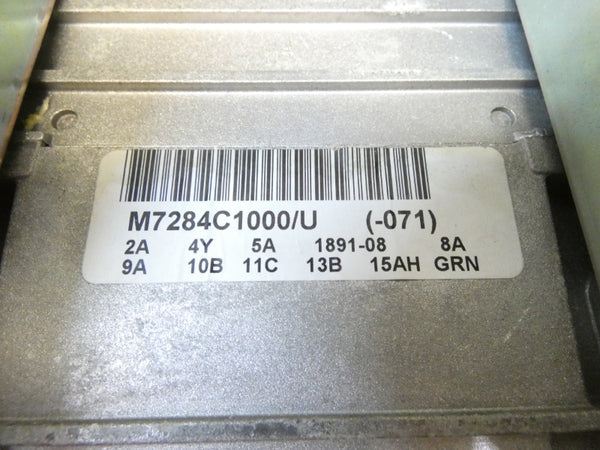 M7284C1000/U (-071)
2A 4Y 5A 1891-08 8A
9A 10B 11C 13B 15AH GRN